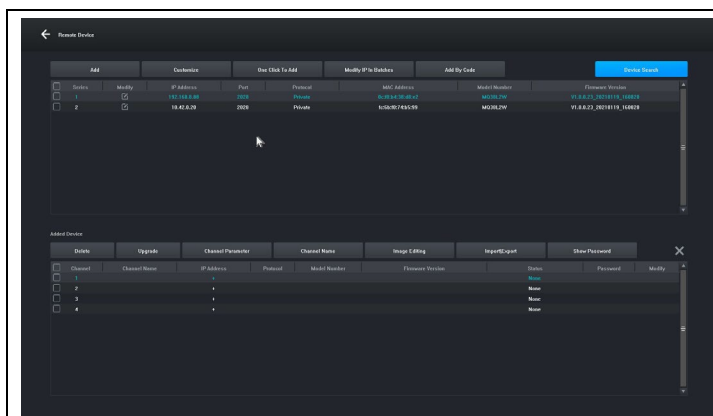 Remote Device
Add Customize One Click To Add Modify IP In Batches Add By Code Device Search
Series Modify IP Address Port Protocol MAC Address Model Number Firmware Version
1 192.168.0.88 2020 Private MQ38L2W V1.0.0.23_20210119_160820
2 10.42.0.20 2020 Private MQ38L2W V1.0.0.23_20210119_160820
Added Device
Delete Upgrade Channel Parameter Channel Name Image Editing Import/Export Show Password
Channel Channel Name IP Address Protocol Model Number Firmware Version Status Password Modify
1 + None
2 + None
3 + None
4 + None